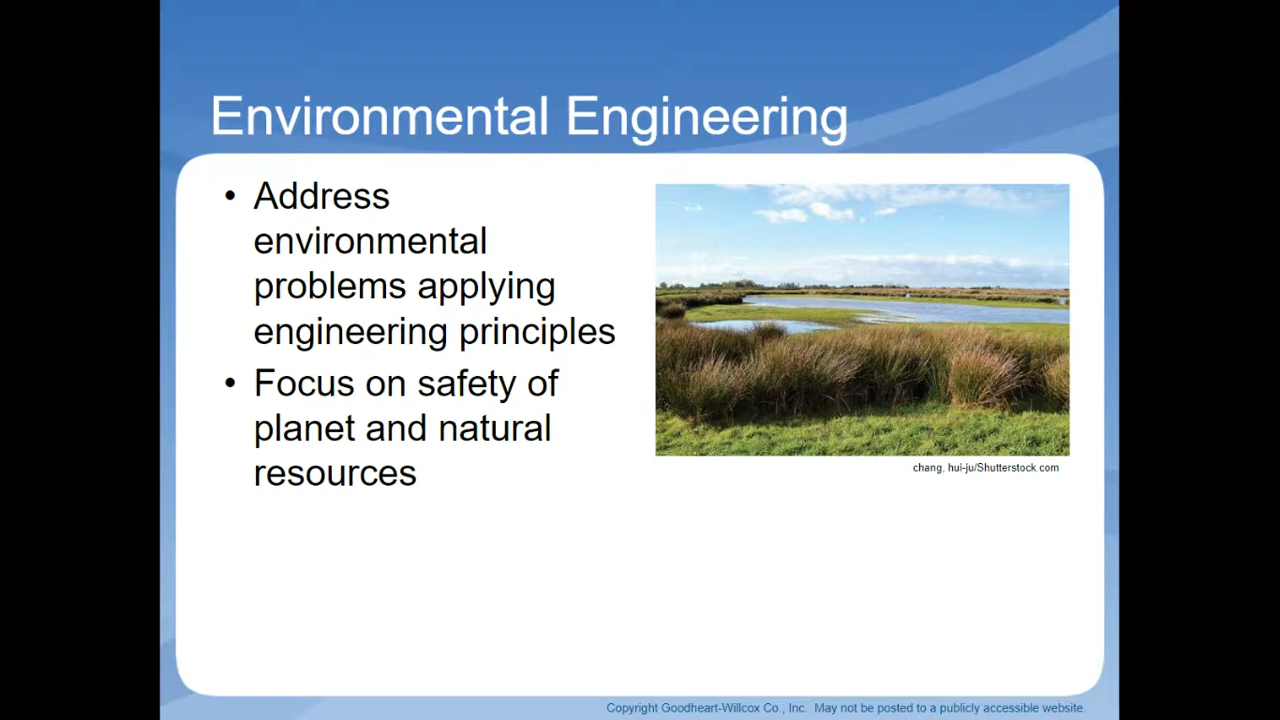 Environmental Engineering
• Address
environmental
problems applying
engineering principles
• Focus on safety of
planet and natural
resources
chang, hui-ju/Shutterstock.com
Copyright Goodheart-Willcox Co., Inc.  May not be posted to a publicly accessible website.